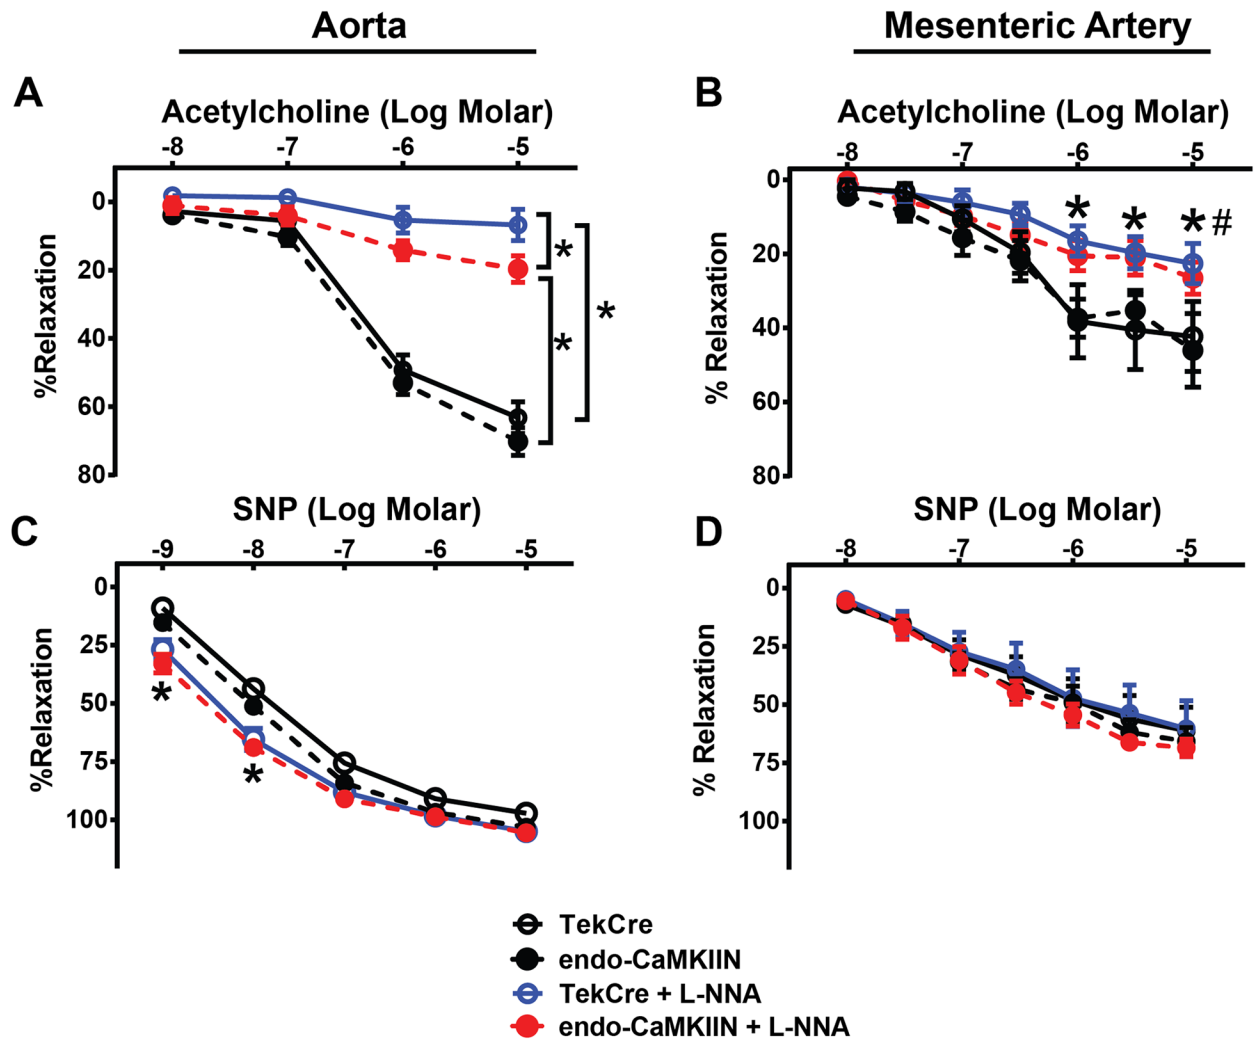 Aorta
Mesenteric Artery
A
Acetylcholine (Log Molar)
-8 -7 -6 -5
0
20
40
60
80
%Relaxation
*
*
*
B
Acetylcholine (Log Molar)
-8 -7 -6 -5
0
20
40
60
80
% Relaxation
* * * #
C
SNP (Log Molar)
-9 -8 -7 -6 -5
0
25
50
75
100
%Relaxation
*
*
D
SNP (Log Molar)
-8 -7 -6 -5
0
25
50
75
100
% Relaxation
TekCre
endo-CaMKIIN
TekCre + L-NNA
endo-CaMKIIN + L-NNA